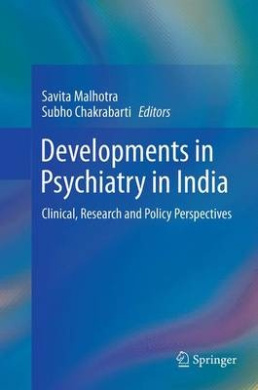 Savita Malhotra
Subho Chakrabarti Editors
Developments in
Psychiatry in India
Clinical, Research and Policy Perspectives
Springer